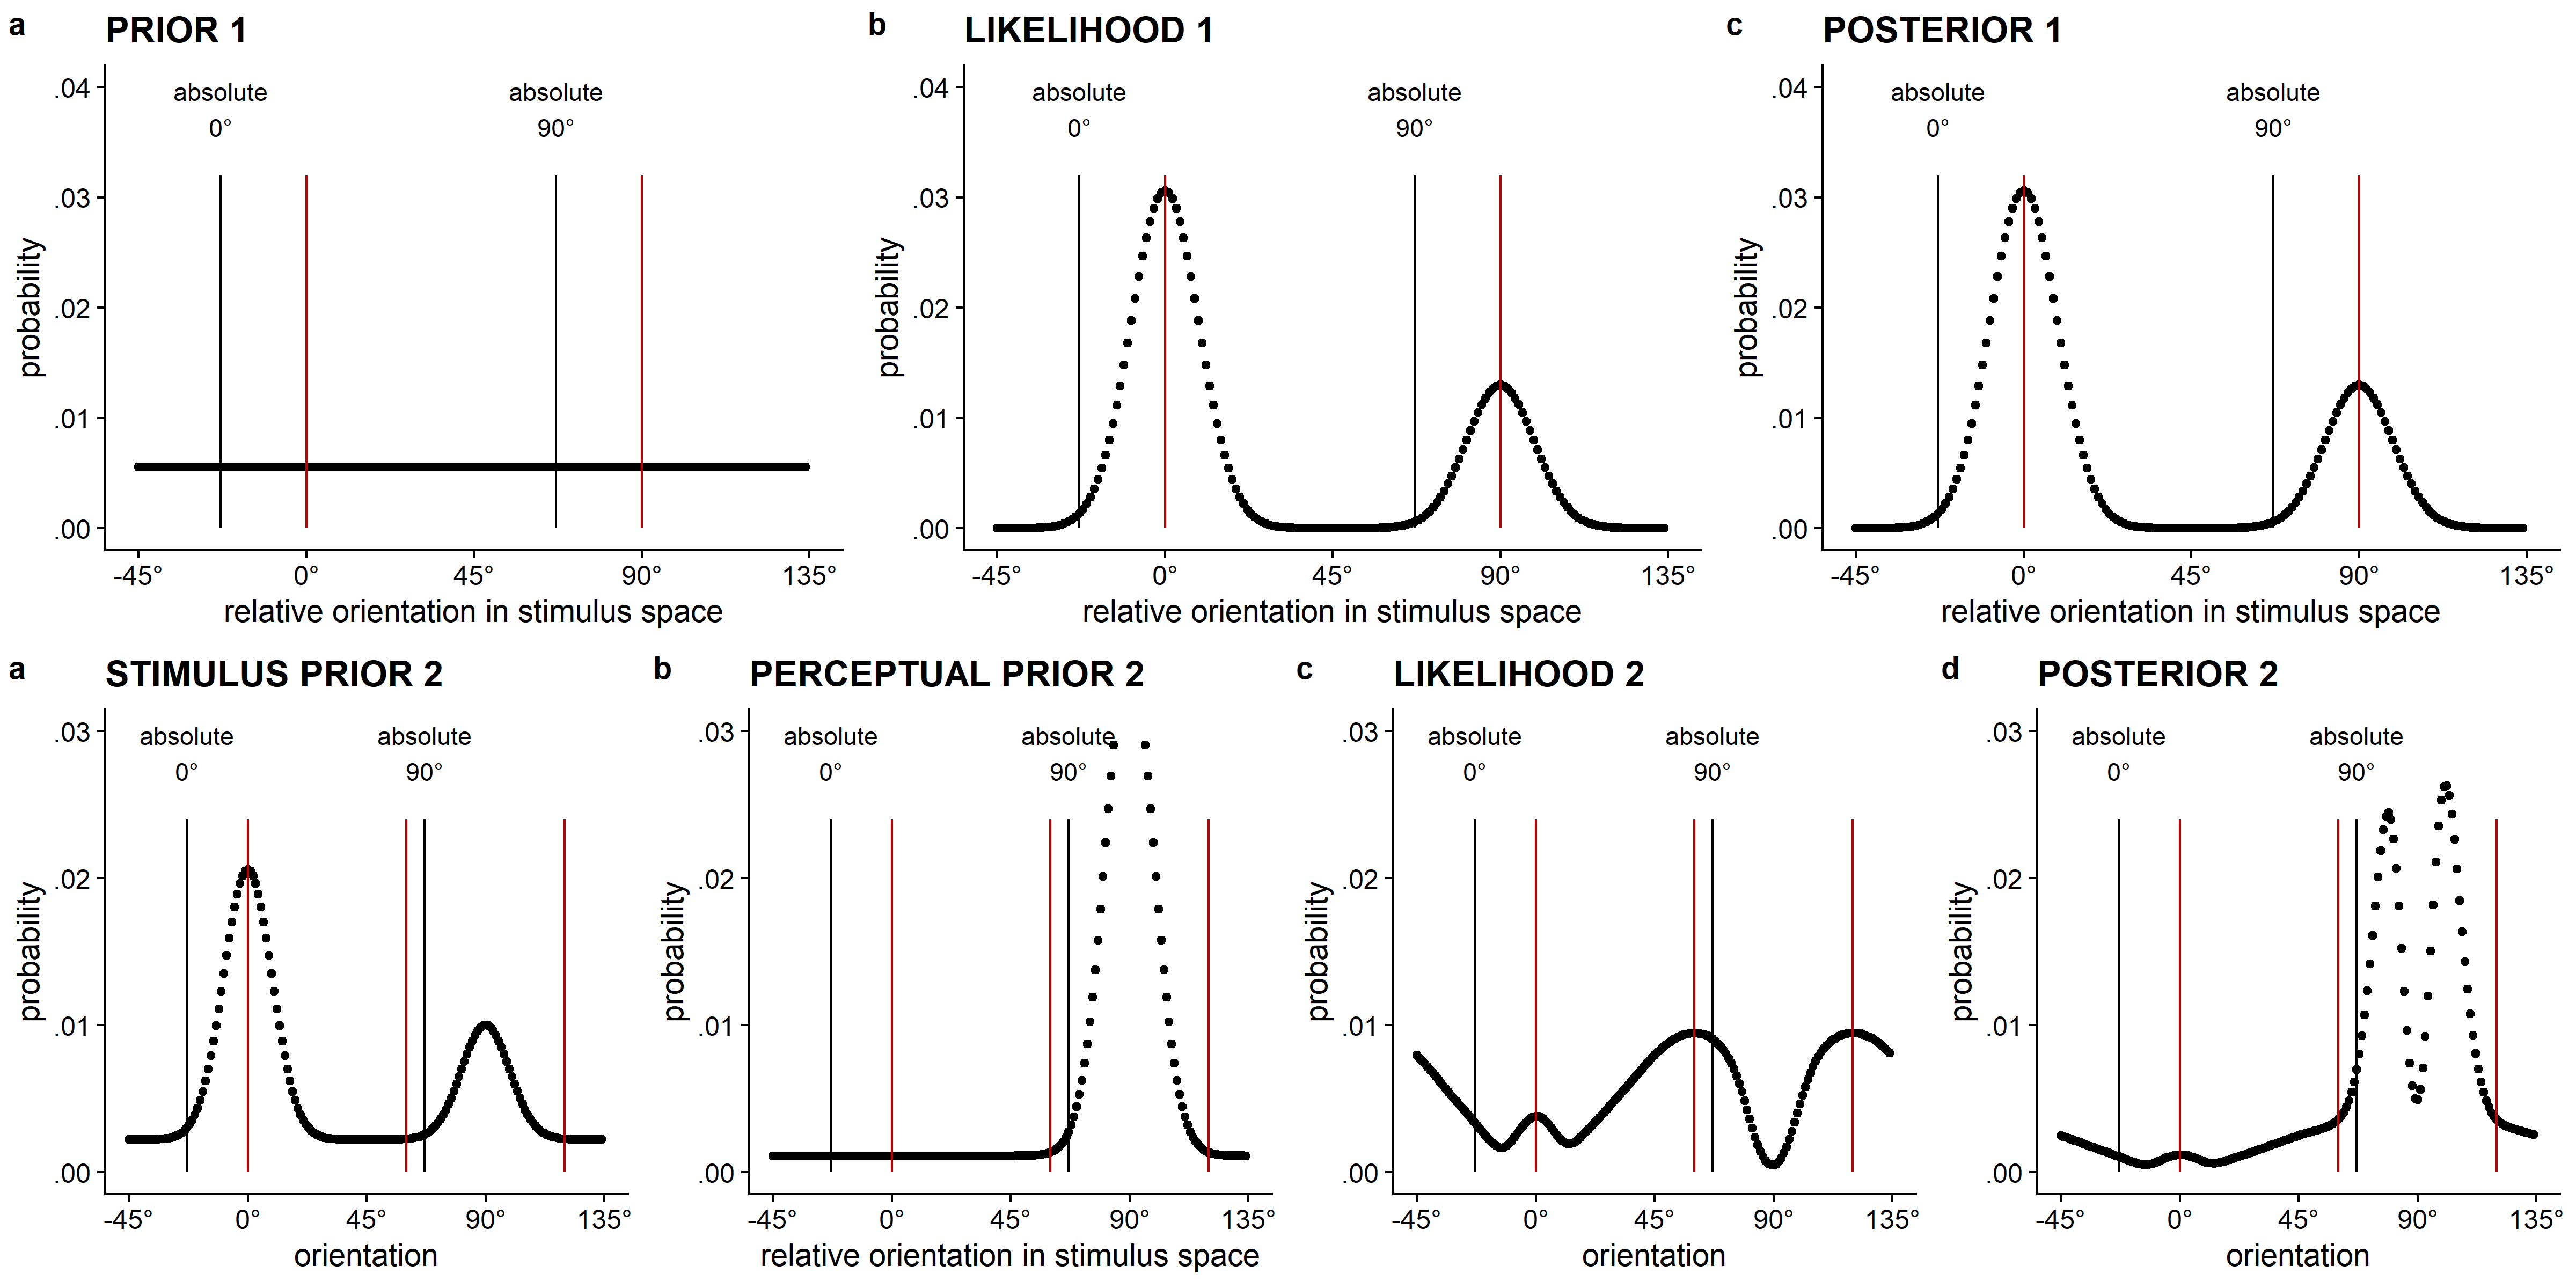 a PRIOR 1
absolute absolute
0° 90°
.04
.03
.02
.01
.00
probability
-45° 0° 45° 90° 135°
relative orientation in stimulus space
b LIKELIHOOD 1
absolute absolute
0° 90°
.04
.03
.02
.01
.00
probability
-45° 0° 45° 90° 135°
relative orientation in stimulus space
c POSTERIOR 1
absolute absolute
0° 90°
.04
.03
.02
.01
.00
probability
-45° 0° 45° 90° 135°
relative orientation in stimulus space
a STIMULUS PRIOR 2
absolute absolute
0° 90°
.03
.02
.01
.00
probability
-45° 0° 45° 90° 135°
orientation
b PERCEPTUAL PRIOR 2
absolute absolute
0° 90°
.03
.02
.01
.00
probability
-45° 0° 45° 90° 135°
relative orientation in stimulus space
c LIKELIHOOD 2
absolute absolute
0° 90°
.03
.02
.01
.00
probability
-45° 0° 45° 90° 135°
orientation
d POSTERIOR 2
absolute absolute
0° 90°
.03
.02
.01
.00
probability
-45° 0° 45° 90° 135°
orientation